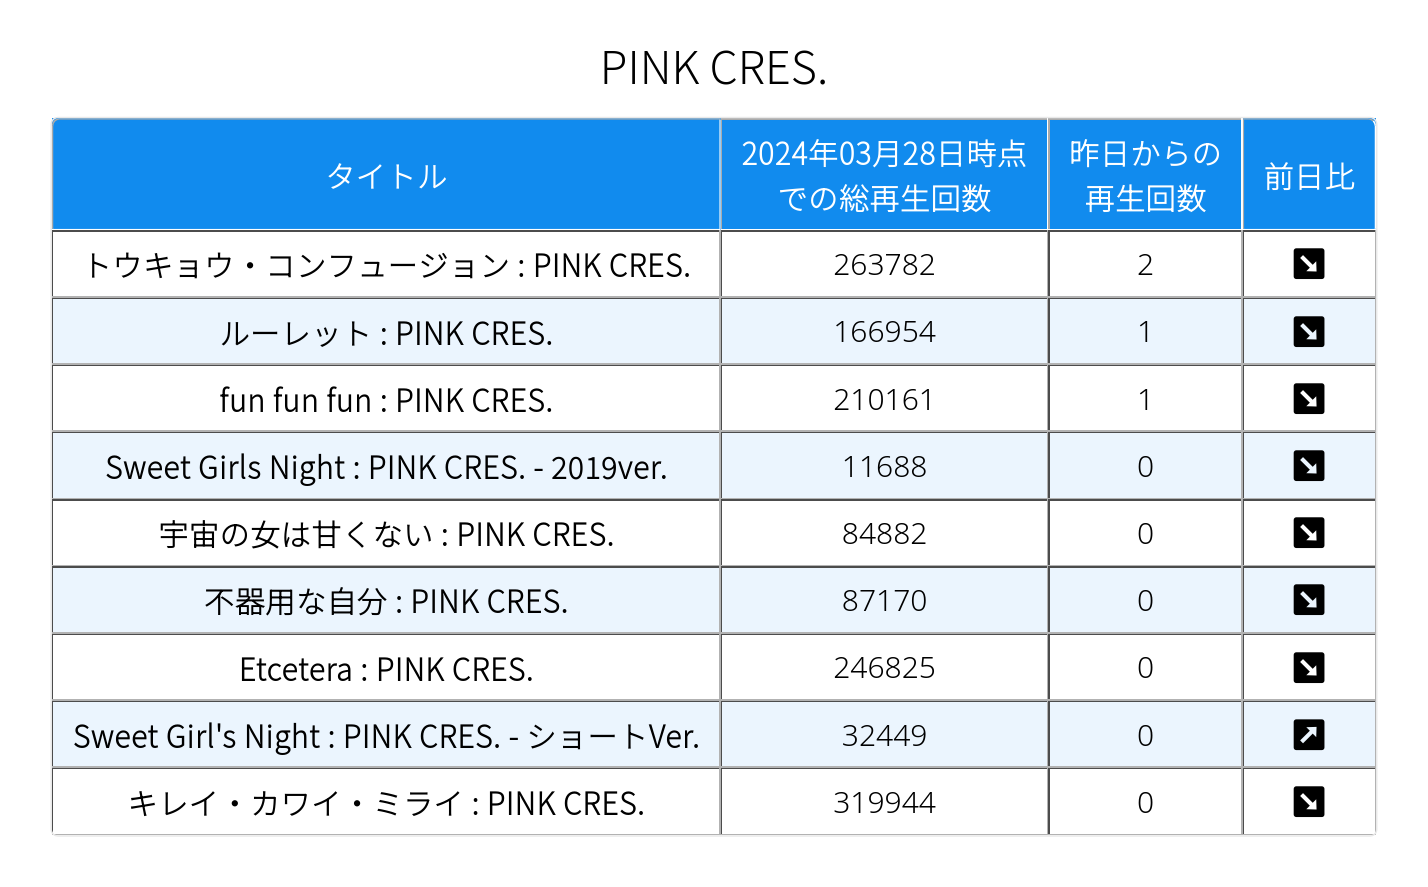 PINK CRES.
タイトル
2024年03月28日時点
での総再生回数
昨日からの
再生回数
前日比
トウキョウ・コンフュージョン : PINK CRES. 263782 2
ルーレット : PINK CRES. 166954 1
fun fun fun : PINK CRES. 210161 1
Sweet Girls Night : PINK CRES. - 2019ver. 11688 0
宇宙の女は甘くない : PINK CRES. 84882 0
不器用な自分 : PINK CRES. 87170 0
Etcetera : PINK CRES. 246825 0
Sweet Girl's Night : PINK CRES. - ショートVer. 32449 0
キレイ・カワイ・ミライ : PINK CRES. 319944 0